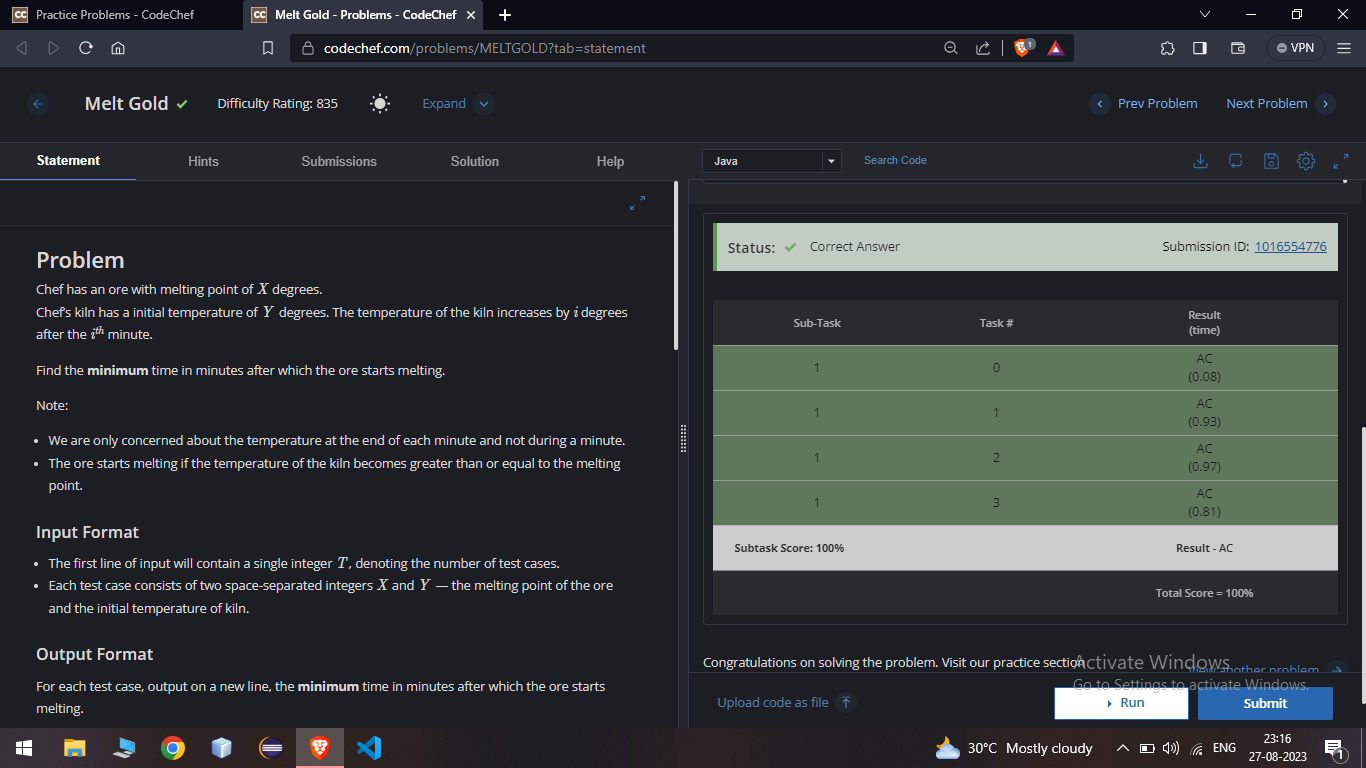 Practice Problems - CodeChef
Melt Gold - Problems - CodeChef
codechef.com/problems/MELTGOLD?tab=statement
1
VPN
Melt Gold
Difficulty Rating: 835
Expand
Prev Problem
Next Problem
Statement
Hints
Submissions
Solution
Help
Java
Search Code
Problem
Chef has an ore with melting point of X degrees.
Chef's kiln has a initial temperature of Y degrees. The temperature of the kiln increases by i degrees
after the ith minute.
Find the minimum time in minutes after which the ore starts melting.
Note:
• We are only concerned about the temperature at the end of each minute and not during a minute.
• The ore starts melting if the temperature of the kiln becomes greater than or equal to the melting
point.
Input Format
• The first line of input will contain a single integer T, denoting the number of test cases.
• Each test case consists of two space-separated integers X and Y — the melting point of the ore
and the initial temperature of kiln.
Output Format
For each test case, output on a new line, the minimum time in minutes after which the ore starts
melting.
Status: ✓ Correct Answer
Submission ID: 1016554776
Sub-Task Task # Result
(time)
1 0 AC
(0.08)
1 1 AC
(0.93)
1 2 AC
(0.97)
1 3 AC
(0.81)
Subtask Score: 100% Result - AC
Total Score = 100%
Congratulations on solving the problem. Visit our practice section
another problem
Activate Windows
Go to Settings to activate Windows.
Upload code as file
Run
Submit
30°C Mostly cloudy
ENG
23:16
27-08-2023
1